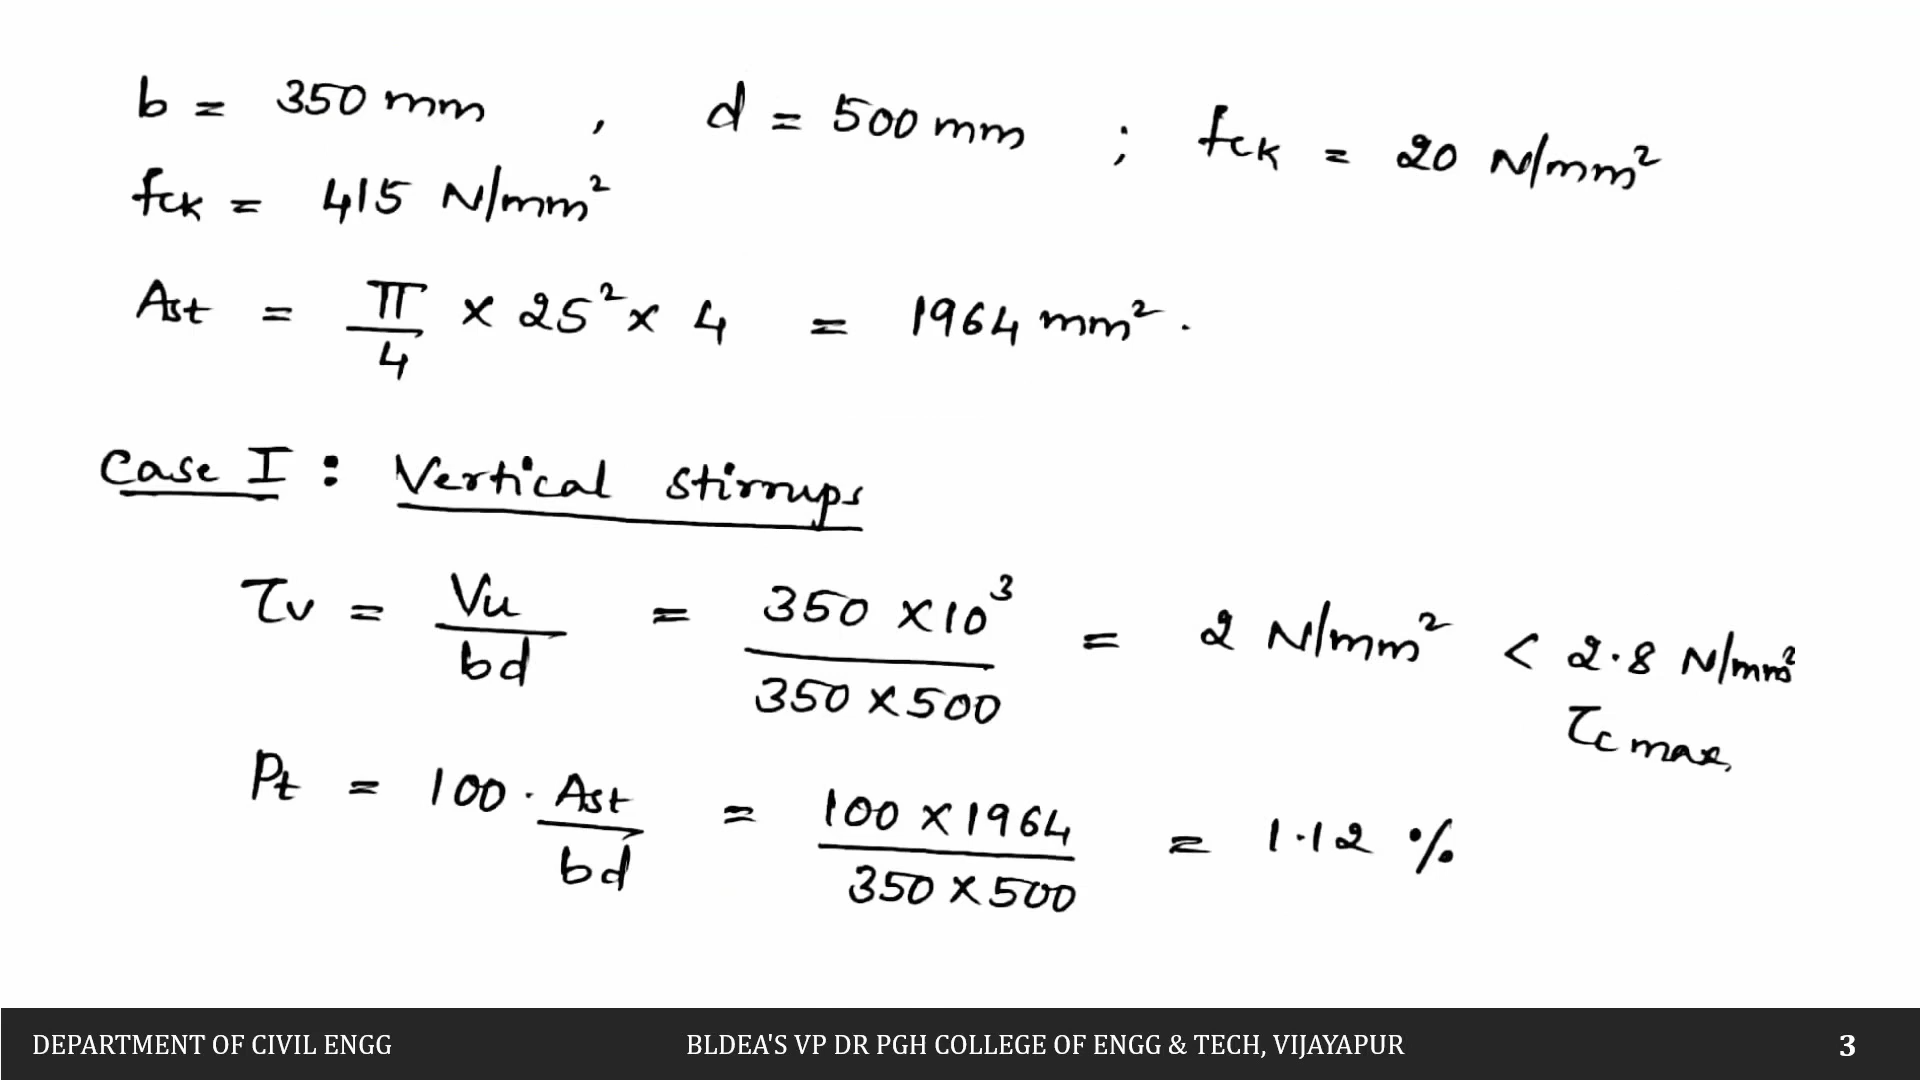 b = 350 mm , d = 500 mm ; fck = 20 N/mm²
fck = 415 N/mm²
Ast = π/4 × 25² × 4 = 1964 mm² .
Case I : Vertical stirrups
τv = Vu/bd = 350 ×10³/350 × 500 = 2 N/mm² < 2.8 N/mm²
τc max,
Pt = 100 · Ast/bd = 100 × 1964/350 × 500 = 1.12 %
DEPARTMENT OF CIVIL ENGG BLDEA'S VP DR PGH COLLEGE OF ENGG & TECH, VIJAYAPUR 3